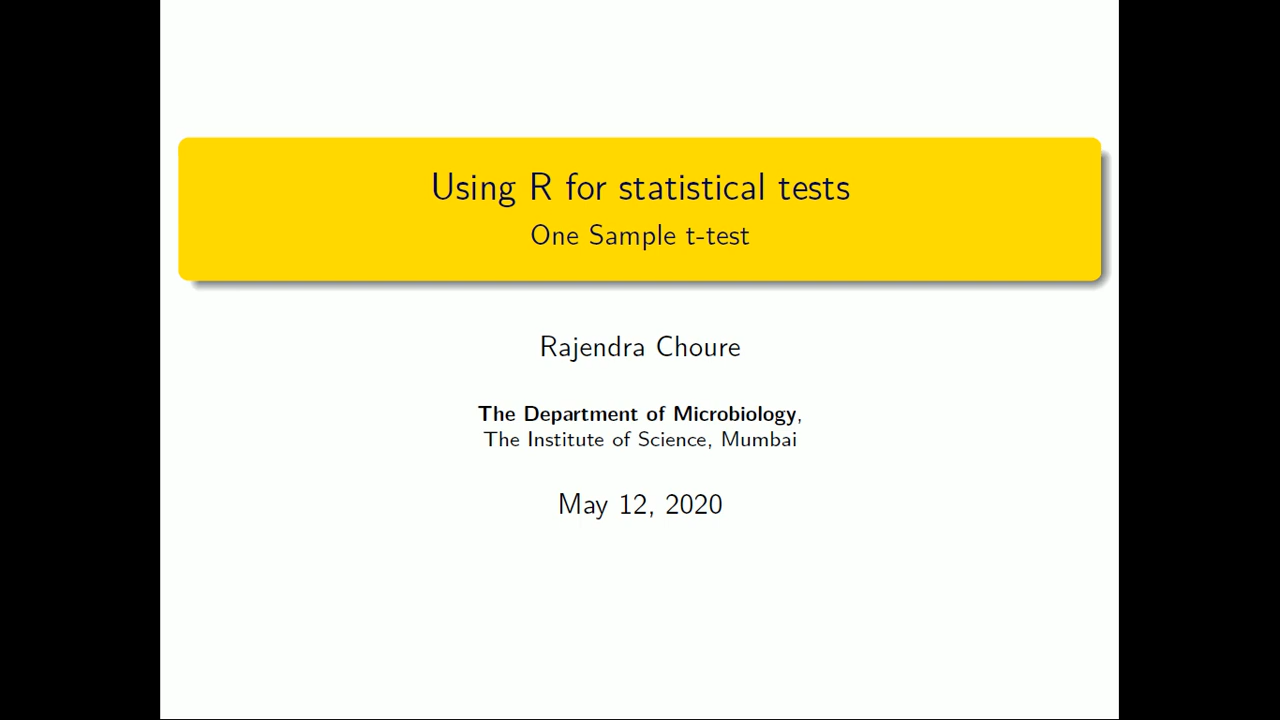 Using R for statistical tests
One Sample t-test
Rajendra Choure
The Department of Microbiology,
The Institute of Science, Mumbai
May 12, 2020